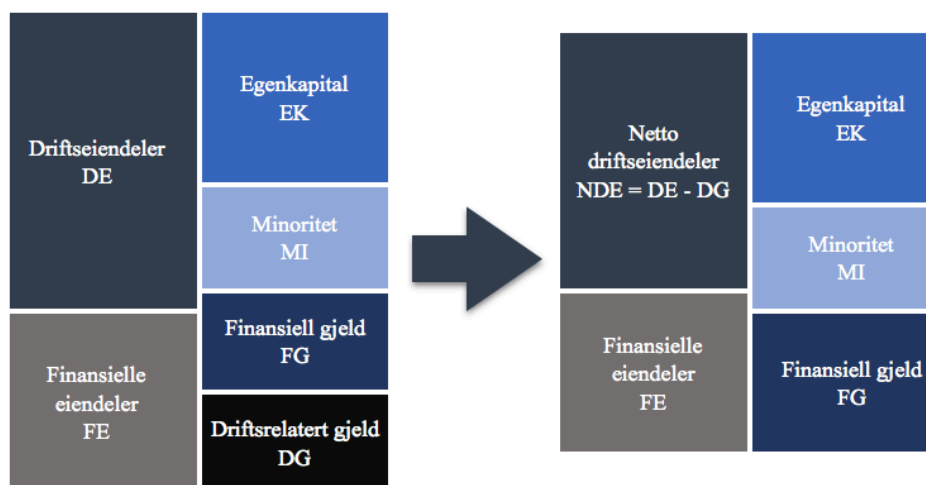 Driftseiendeler
DE
Finansielle
eiendeler
FE
Egenkapital
EK
Minoritet
MI
Finansiell gjeld
FG
Driftsrelatert gjeld
DG
Netto
driftseiendeler
NDE = DE - DG
Finansielle
eiendeler
FE
Egenkapital
EK
Minoritet
MI
Finansiell gjeld
FG